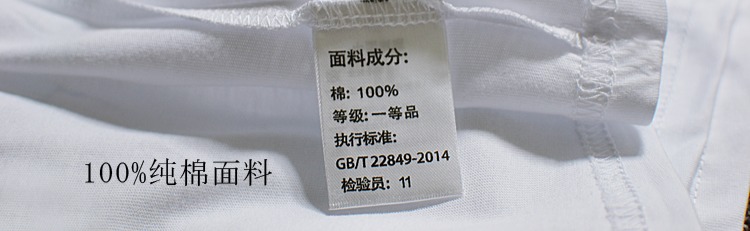 面料成分:
棉: 100%
等级:一等品
执行标准:
GB/T 22849-2014
检验员: 11
100%纯棉面料